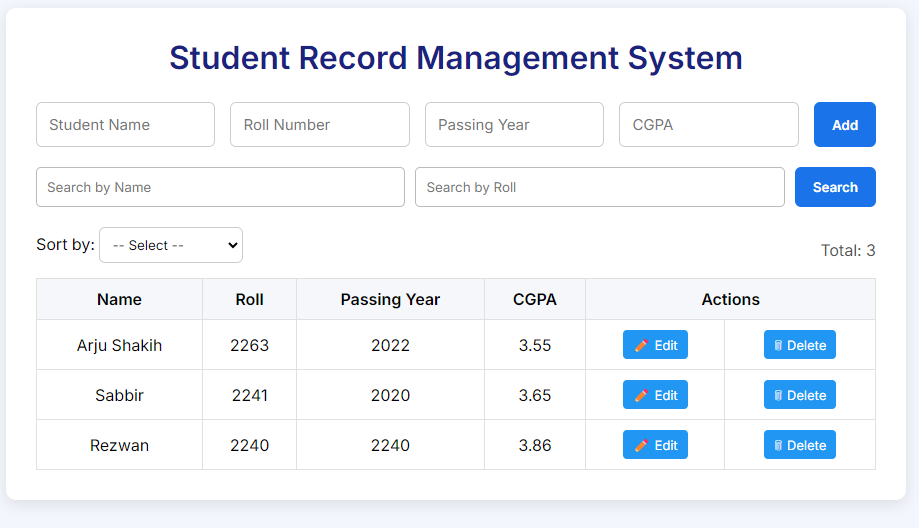 Student Record Management System
Student Name Roll Number Passing Year CGPA Add
Search by Name Search by Roll Search
Sort by: -- Select -- Total: 3
Name Roll Passing Year CGPA Actions
Arju Shakih 2263 2022 3.55 Edit Delete
Sabbir 2241 2020 3.65 Edit Delete
Rezwan 2240 2240 3.86 Edit Delete